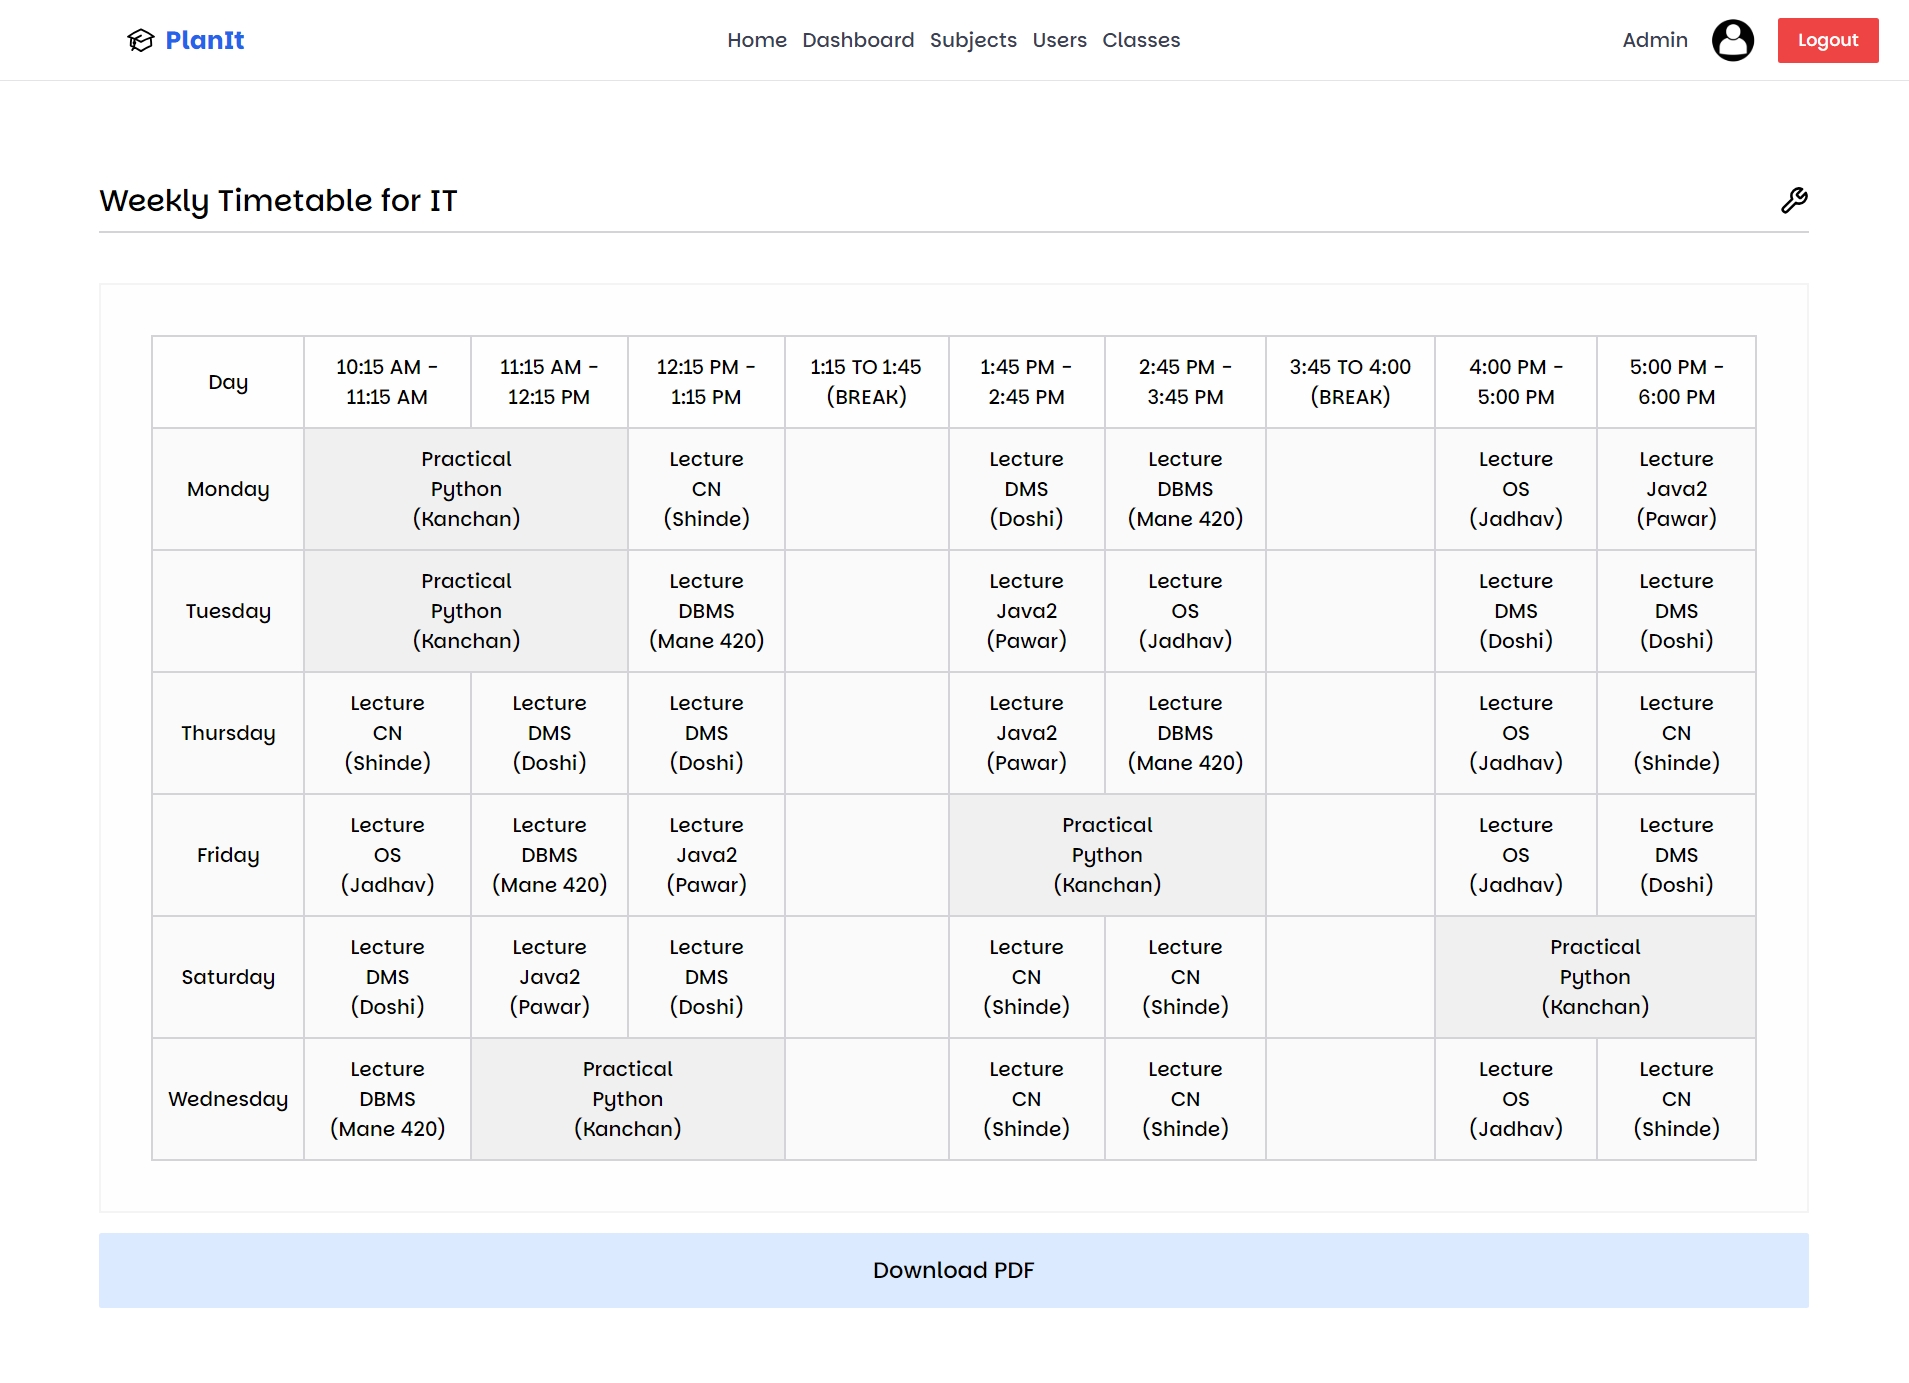 PlanIt
Home Dashboard Subjects Users Classes
Admin
Logout
Weekly Timetable for IT
Day
10:15 AM -
11:15 AM
11:15 AM -
12:15 PM
12:15 PM -
1:15 PM
1:15 TO 1:45
(BREAK)
1:45 PM -
2:45 PM
2:45 PM -
3:45 PM
3:45 TO 4:00
(BREAK)
4:00 PM -
5:00 PM
5:00 PM -
6:00 PM
Monday
Practical
Python
(Kanchan)
Lecture
CN
(Shinde)
Lecture
DMS
(Doshi)
Lecture
DBMS
(Mane 420)
Lecture
OS
(Jadhav)
Lecture
Java2
(Pawar)
Tuesday
Practical
Python
(Kanchan)
Lecture
DBMS
(Mane 420)
Lecture
Java2
(Pawar)
Lecture
OS
(Jadhav)
Lecture
DMS
(Doshi)
Lecture
DMS
(Doshi)
Thursday
Lecture
CN
(Shinde)
Lecture
DMS
(Doshi)
Lecture
DMS
(Doshi)
Lecture
Java2
(Pawar)
Lecture
DBMS
(Mane 420)
Lecture
OS
(Jadhav)
Lecture
CN
(Shinde)
Friday
Lecture
OS
(Jadhav)
Lecture
DBMS
(Mane 420)
Lecture
Java2
(Pawar)
Practical
Python
(Kanchan)
Lecture
OS
(Jadhav)
Lecture
DMS
(Doshi)
Saturday
Lecture
DMS
(Doshi)
Lecture
Java2
(Pawar)
Lecture
DMS
(Doshi)
Lecture
CN
(Shinde)
Lecture
CN
(Shinde)
Practical
Python
(Kanchan)
Wednesday
Lecture
DBMS
(Mane 420)
Practical
Python
(Kanchan)
Lecture
CN
(Shinde)
Lecture
CN
(Shinde)
Lecture
OS
(Jadhav)
Lecture
CN
(Shinde)
Download PDF